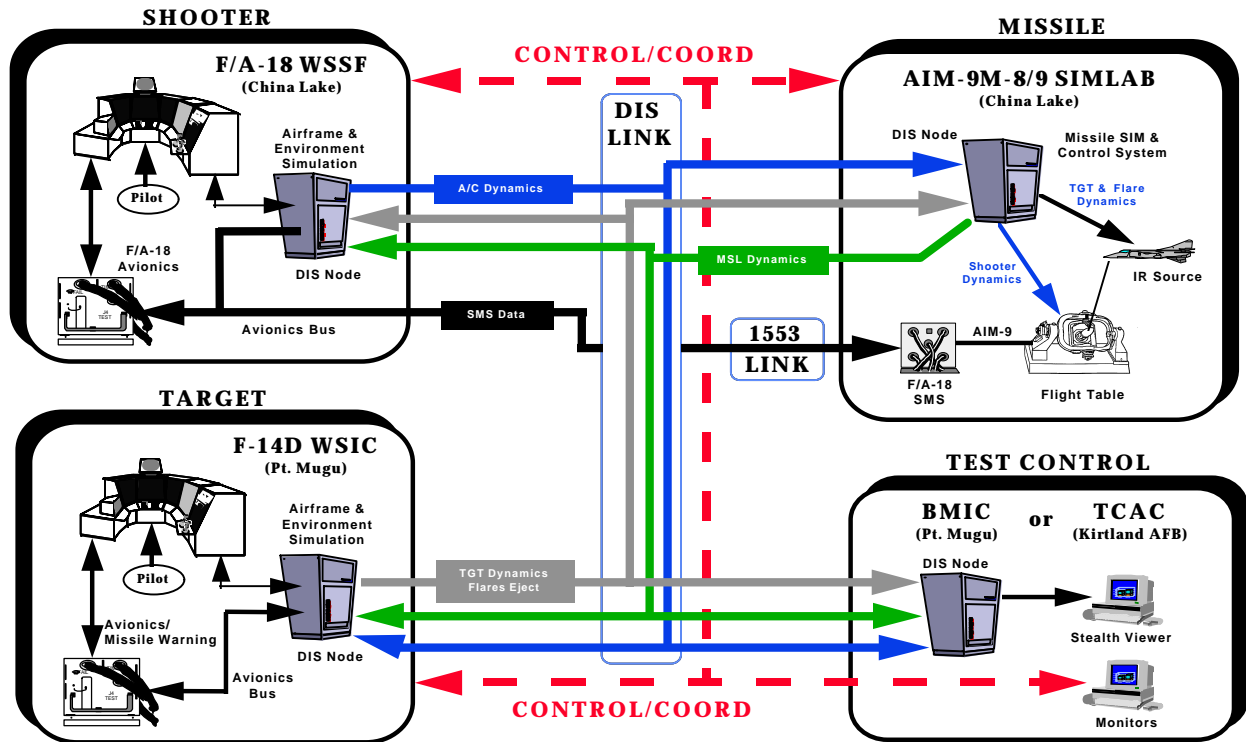 SHOOTER
F/A-18 WSSF
(China Lake)
Airframe &
Environment
Simulation
Pilot
F/A-18
Avionics
DIS Node
J4
TEST
Avionics Bus
CONTROL/COORD
DIS
LINK
A/C Dynamics
MSL Dynamics
SMS Data
1553
LINK
MISSILE
AIM-9M-8/9 SIMLAB
(China Lake)
DIS Node
Missile SIM &
Control System
TGT & Flare
Dynamics
Shooter
Dynamics
IR Source
AIM-9
F/A-18
SMS
Flight Table
TARGET
F-14D WSIC
(Pt. Mugu)
Airframe &
Environment
Simulation
Pilot
Avionics/
Missile Warning
DIS Node
J4
TEST
Avionics
Bus
TGT Dynamics
Flares Eject
CONTROL/COORD
TEST CONTROL
BMIC or TCAC
(Pt. Mugu) (Kirtland AFB)
DIS Node
Stealth Viewer
Monitors